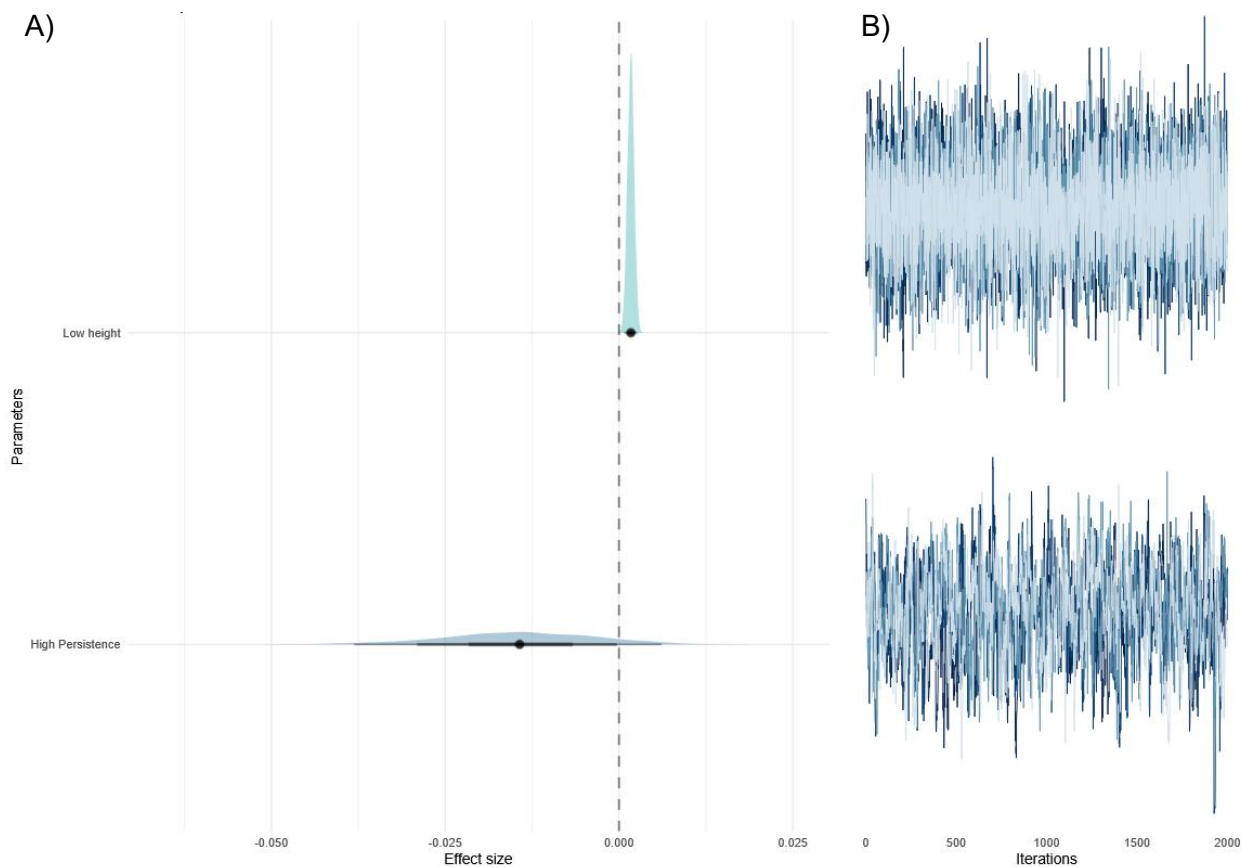 A)
B)
Low height
High Persistence
Parameters
-0.050
-0.025
0.000
0.025
Effect size
0
500
1000
1500
2000
Iterations